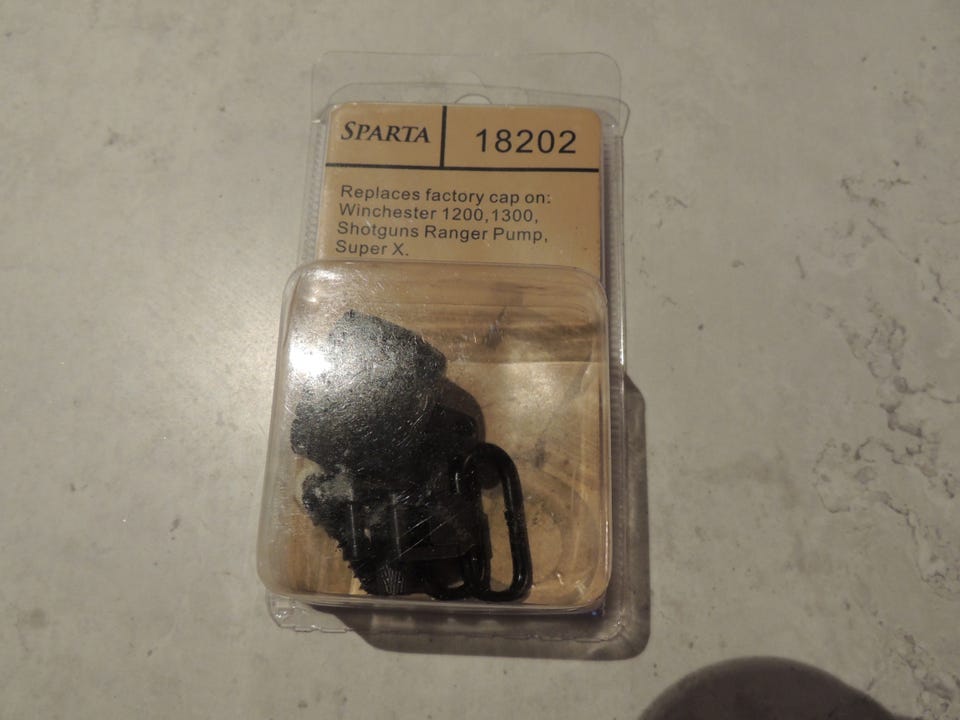 SPARTA 18202
Replaces factory cap on:
Winchester 1200,1300,
Shotguns Ranger Pump,
Super X.